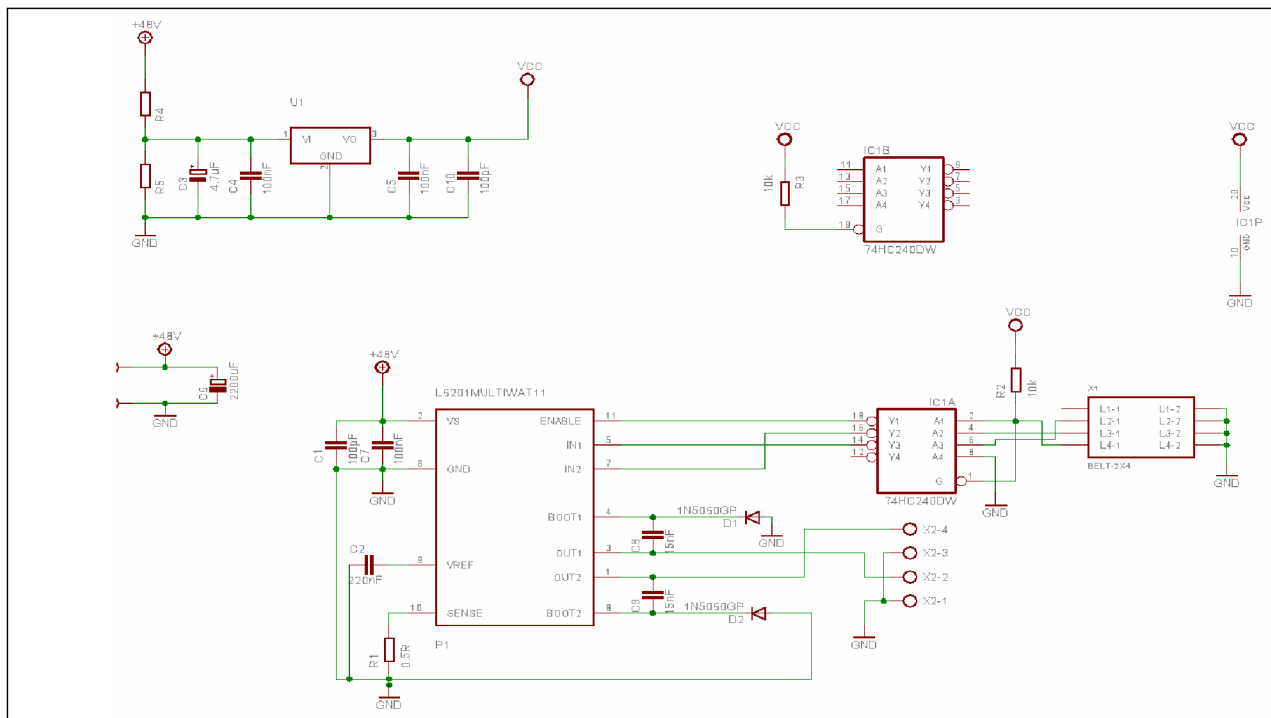 +48V
R4
R5
C3
4.7uF
C4
100nF
U1
1
VI
VO
3
GND
2
C5
100nF
C10
100pF
VCC
GND
VCC
10k
R3
IC1B
11
A1
Y1
9
13
A2
Y2
7
15
A3
Y3
5
17
A4
Y4
3
19
G
74HC240DW
VCC
20
VCC
IC1P
GND
10
GND
+48V
C6
2200uF
GND
+48V
L6201MULTIWAT11
2
VS
C1
100pF
C7
100nF
6
GND
GND
C2
220nF
9
VREF
10
SENSE
R1
0.5R
P1
GND
ENABLE
11
IN1
5
IN2
7
BOOT1
4
OUT1
3
OUT2
1
BOOT2
8
C8
15nF
C9
15nF
1N5060GP
D1
GND
1N5060GP
D2
VCC
R2
10k
IC1A
18
Y1
A1
2
16
Y2
A2
4
14
Y3
A3
6
12
Y4
A4
8
G
1
74HC240DW
GND
X1
L1-1
L1-2
L2-1
L2-2
L3-1
L3-2
L4-1
L4-2
BELT-2X4
GND
X2-4
X2-3
X2-2
X2-1
GND